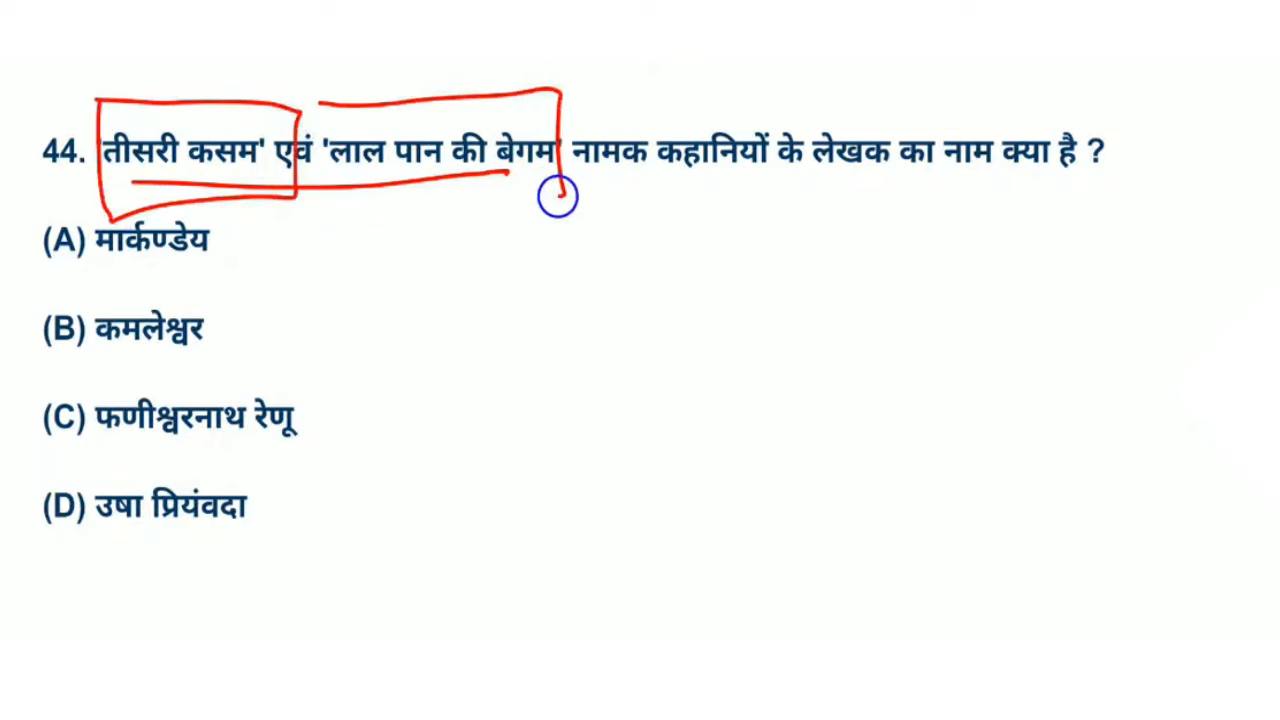 44. 'तीसरी कसम' एवं 'लाल पान की बेगम' नामक कहानियों के लेखक का नाम क्या है ?
(A) मार्कण्डेय
(B) कमलेश्वर
(C) फणीश्वरनाथ रेणू
(D) उषा प्रियंवदा